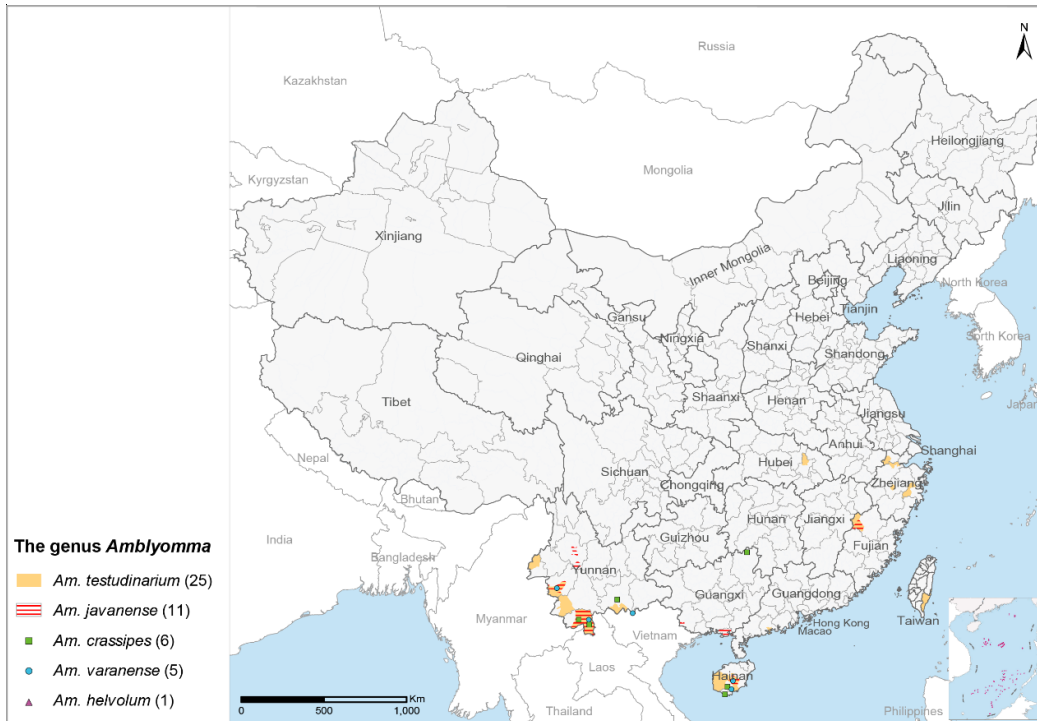 N
Russia
Kazakhstan
Heilongjiang
Mongolia
Kyrgyzstan
Jilin
Xinjiang
Inner Mongolia
Liaoning
Beijing
North Korea
Tianjin
Gansu
Hebei
Ningxia
South Korea
Shanxi
Qinghai
Shandong
Shaanxi
Henan
Tibet
Japan
Jiangsu
Anhui
Shanghai
Nepal
Hubei
Sichuan
Chongqing
Zhejiang
Bhutan
Hunan
Jiangxi
India
Guizhou
Fujian
The genus Amblyomma
Bangladesh
Yunnan
Am. testudinarium (25)
Guangxi
Guangdong
Am. javanense (11)
Myanmar
Hong Kong
Taiwan
Macao
Vietnam
Am. crassipes (6)
Laos
Am. varanense (5)
Hainan
Km
Am. helvolum (1)
0 500 1,000
Thailand
Philippines